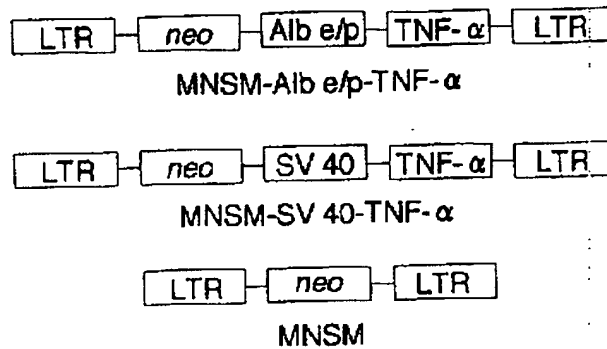 LTR neo Alb e/p TNF-α LTR
MNSM-Alb e/p-TNF-α
LTR neo SV 40 TNF-α LTR
MNSM-SV 40-TNF-α
LTR neo LTR
MNSM